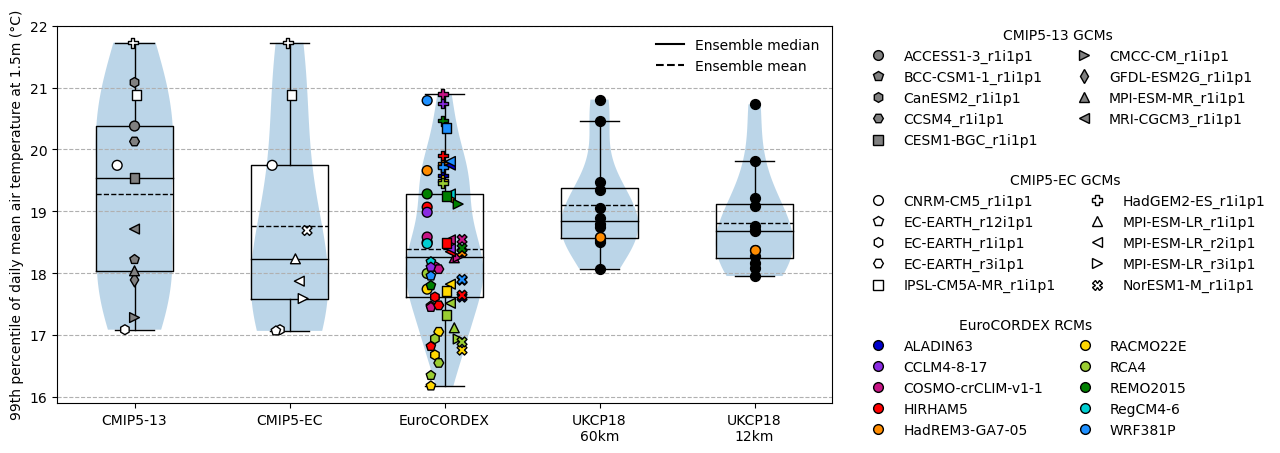 99th percentile of daily mean air temperature at 1.5m (°C)
22
21
20
19
18
17
16
Ensemble median
Ensemble mean
CMIP5-13
CMIP5-EC
EuroCORDEX
UKCP18
60km
UKCP18
12km
CMIP5-13 GCMs
ACCESS1-3_r1i1p1
BCC-CSM1-1_r1i1p1
CanESM2_r1i1p1
CCSM4_r1i1p1
CESM1-BGC_r1i1p1
CMCC-CM_r1i1p1
GFDL-ESM2G_r1i1p1
MPI-ESM-MR_r1i1p1
MRI-CGCM3_r1i1p1
CMIP5-EC GCMs
CNRM-CM5_r1i1p1
EC-EARTH_r12i1p1
EC-EARTH_r1i1p1
EC-EARTH_r3i1p1
IPSL-CM5A-MR_r1i1p1
HadGEM2-ES_r1i1p1
MPI-ESM-LR_r1i1p1
MPI-ESM-LR_r2i1p1
MPI-ESM-LR_r3i1p1
NorESM1-M_r1i1p1
EuroCORDEX RCMs
ALADIN63
CCLM4-8-17
COSMO-crCLIM-v1-1
HIRHAM5
HadREM3-GA7-05
RACMO22E
RCA4
REMO2015
RegCM4-6
WRF381P